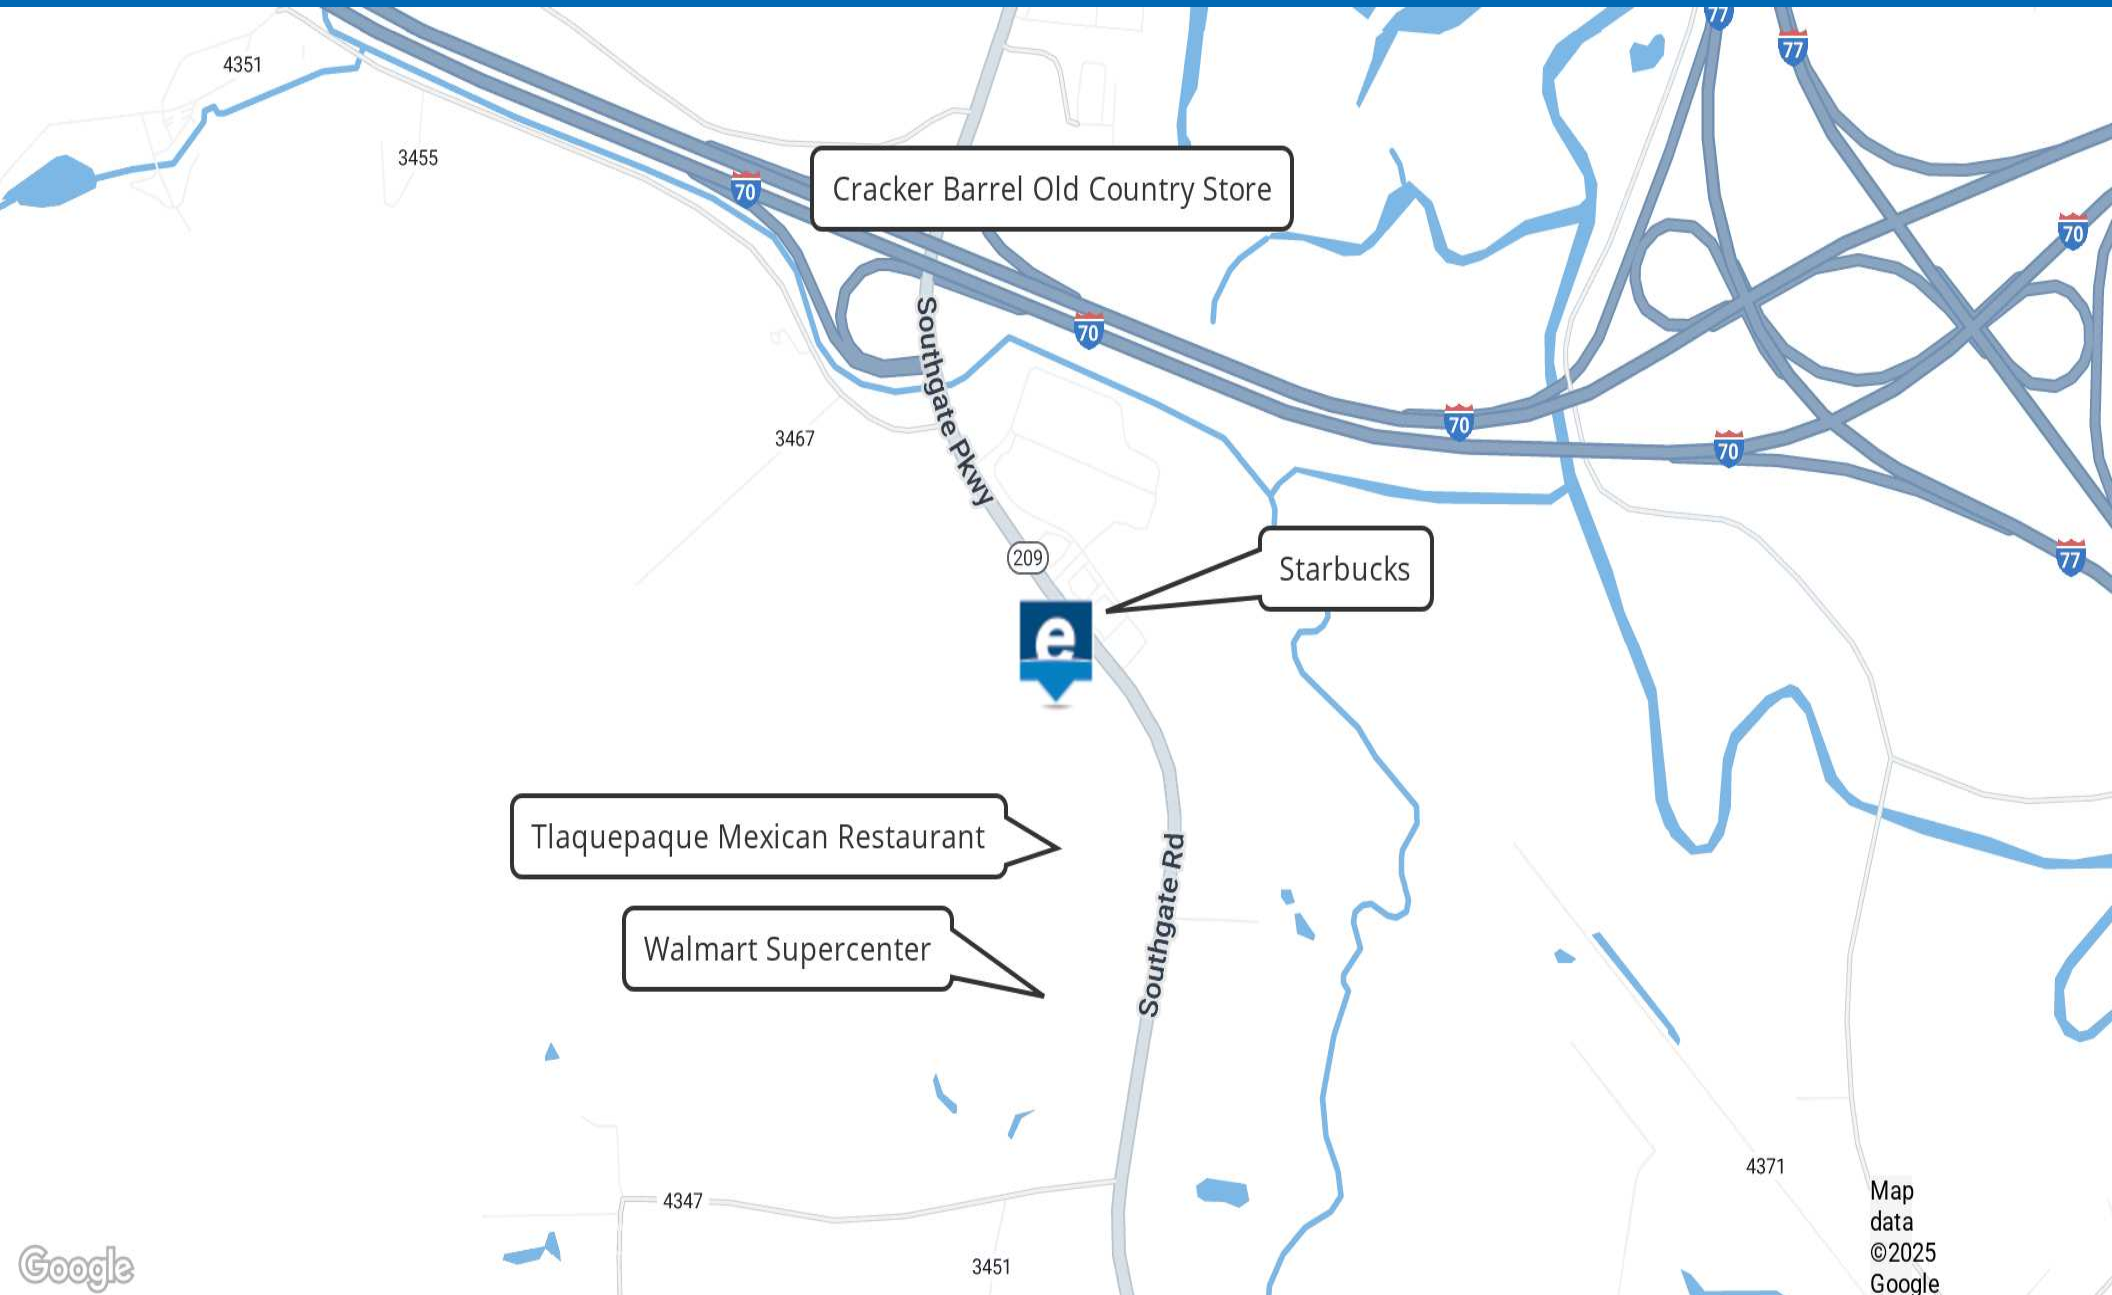 77
77
4351
3455
70
Cracker Barrel Old Country Store
70
Southgate Pkwy
70
70
70
3467
209
Starbucks
77
e
Tlaquepaque Mexican Restaurant
Southgate Rd
Walmart Supercenter
4371
4347
3451
Map
data
©2025
Google
Google